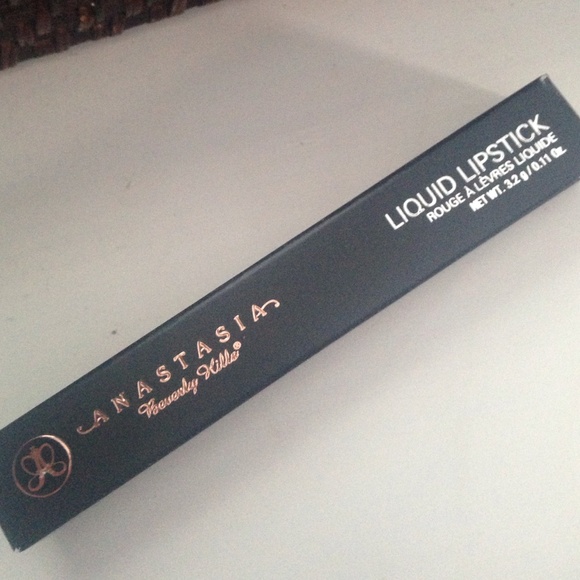 ANASTASIA
Beverly Hills®
LIQUID LIPSTICK
ROUGE À LÈVRES LIQUIDE
NET WT. 3.2 g / 0.11 Oz.